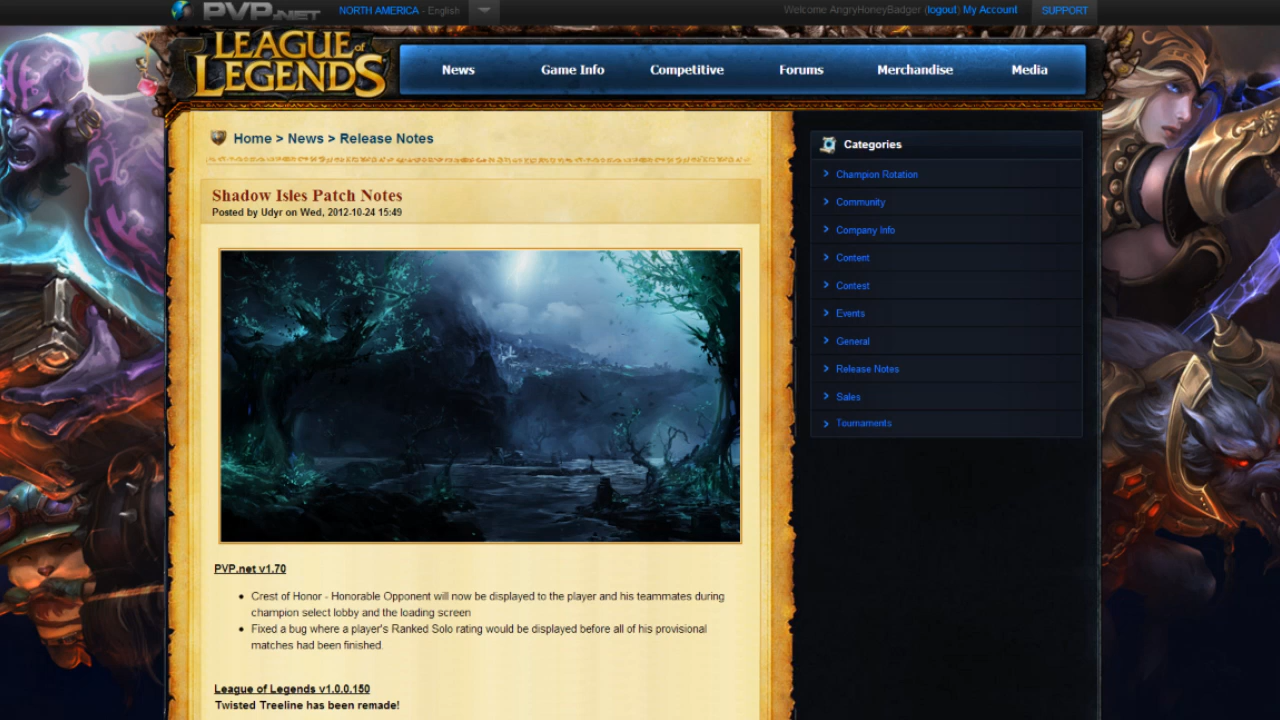 PVP.NET NORTH AMERICA - English Welcome AngryHoneyBadger (logout) My Account SUPPORT
LEAGUE of LEGENDS
News Game Info Competitive Forums Merchandise Media
Home > News > Release Notes
Shadow Isles Patch Notes
Posted by Udyr on Wed, 2012-10-24 15:49
PVP.net v1.70
• Crest of Honor - Honorable Opponent will now be displayed to the player and his teammates during
champion select lobby and the loading screen
• Fixed a bug where a player's Ranked Solo rating would be displayed before all of his provisional
matches had been finished.
League of Legends v1.0.0.150
Twisted Treeline has been remade!
Categories
Champion Rotation
Community
Company Info
Content
Contest
Events
General
Release Notes
Sales
Tournaments